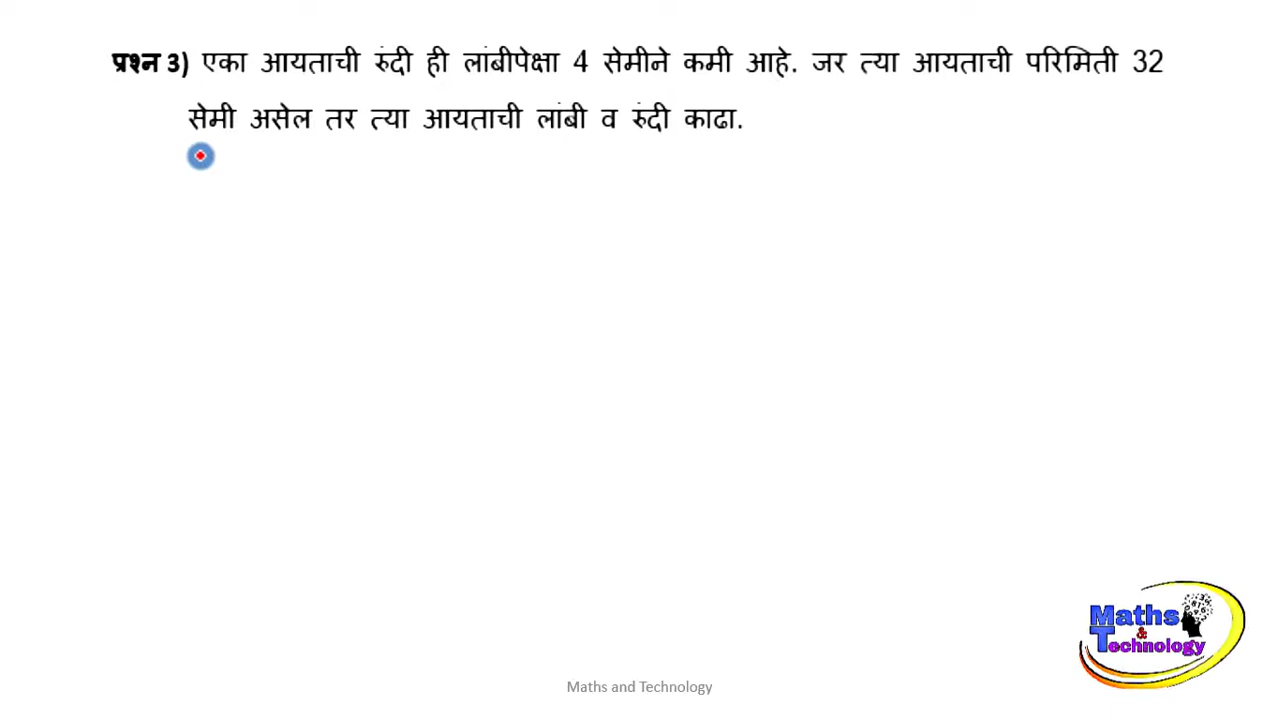 प्रश्न 3) एका आयताची रुंदी ही लांबीपेक्षा 4 सेमीने कमी आहे. जर त्या आयताची परिमिती 32
सेमी असेल तर त्या आयताची लांबी व रुंदी काढा.
Maths
&
Technology
Maths and Technology